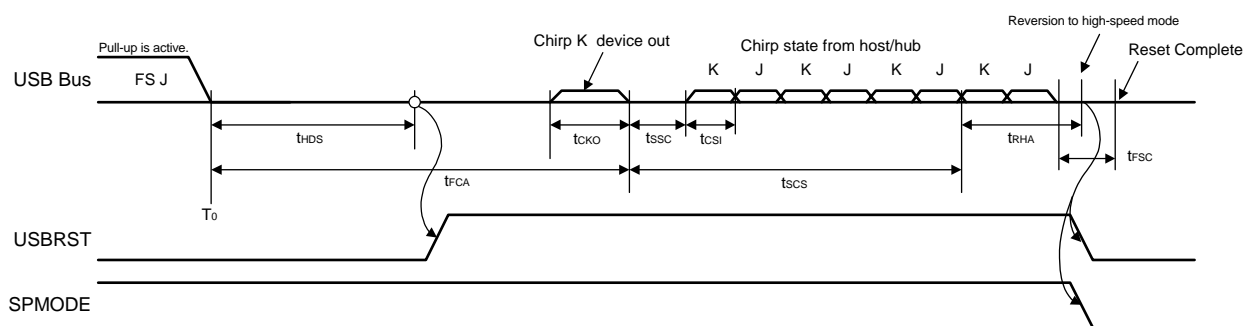 Reversion to high-speed mode
Pull-up is active.
Chirp K device out
Chirp state from host/hub
Reset Complete
USB Bus
FS J
K J K J K J K J
tHDS
tCKO
tSSC
tCSI
tRHA
tFSC
tFCA
tSCS
T0
USBRST
SPMODE